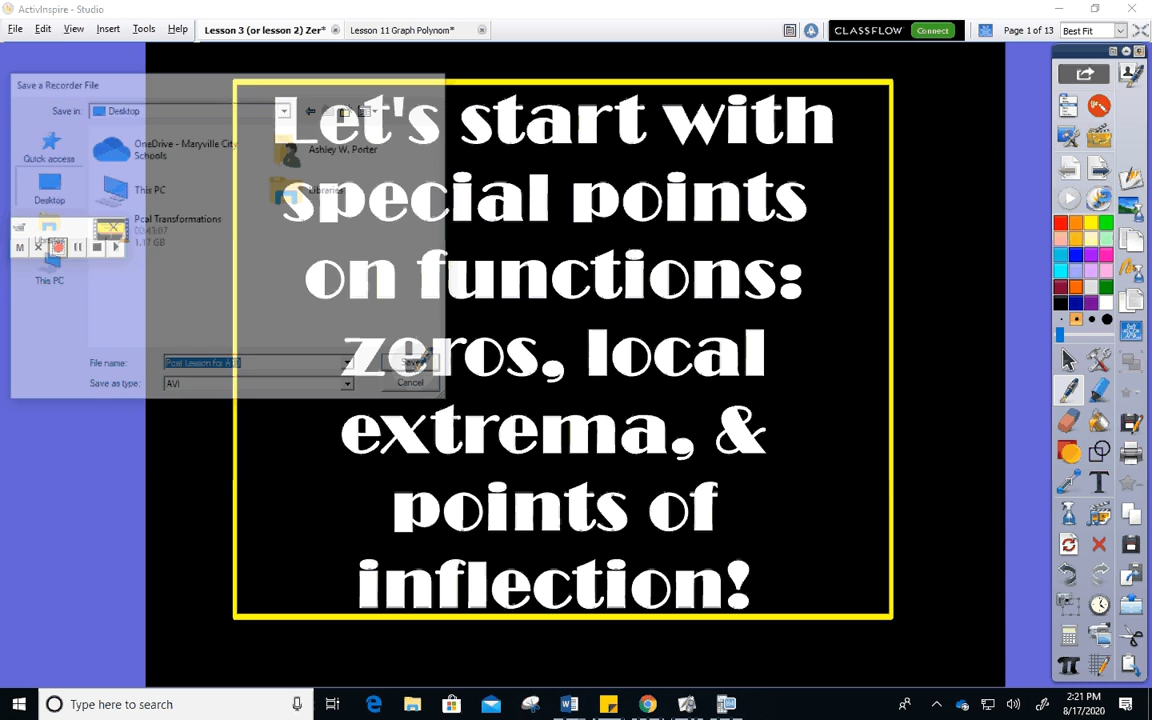 ActivInspire - Studio
File Edit View Insert Tools Help
Lesson 3 (or lesson 2) Zer*
Lesson 11 Graph Polynom*
CLASSFLOW Connect
Page 1 of 13
Best Fit
Save a Recorder File
Save in: Desktop
Quick access
Desktop
This PC
OneDrive - Maryville City
Schools
Ashley W. Porter
This PC
Libraries
Pcal Transformations
1.17 GB
M
File name:
Save as type: AVI
Save
Cancel
Let's start with
special points
on functions:
zeros, local
extrema, &
points of
inflection!
T
Type here to search
2:21 PM
8/17/2020